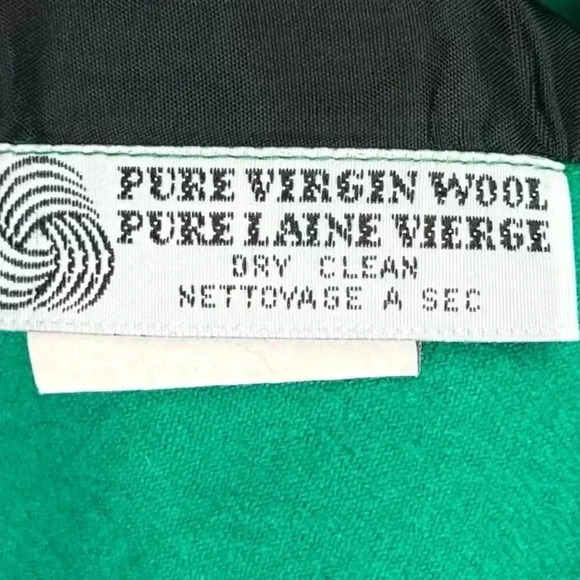 PURE VIRGIN WOOL
PURE LAINE VIERGE
DRY CLEAN
NETTOYAGE A SEC